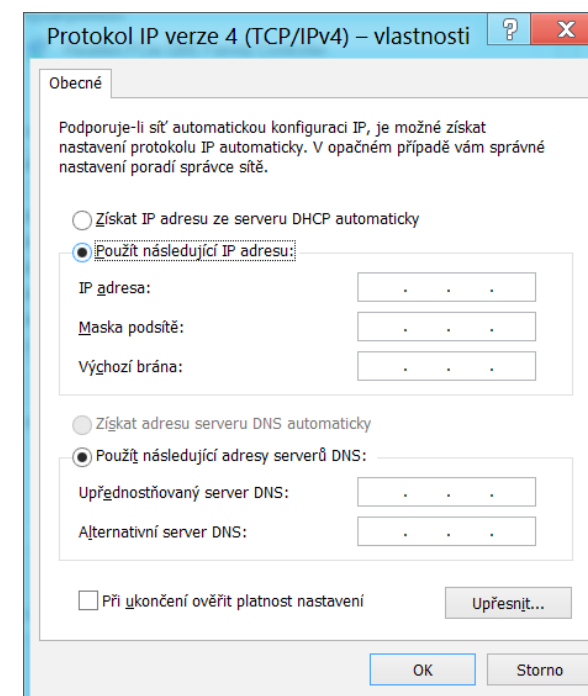 Protokol IP verze 4 (TCP/IPv4) – vlastnosti
Obecné
Podporuje-li síť automatickou konfiguraci IP, je možné získat
nastavení protokolu IP automaticky. V opačném případě vám správné
nastavení poradí správce sítě.
Získat IP adresu ze serveru DHCP automaticky
Použít následující IP adresu:
IP adresa:
Maska podsítě:
Výchozí brána:
Získat adresu serveru DNS automaticky
Použít následující adresy serverů DNS:
Upřednostňovaný server DNS:
Alternativní server DNS:
Při ukončení ověřit platnost nastavení
Upřesnit...
OK Storno